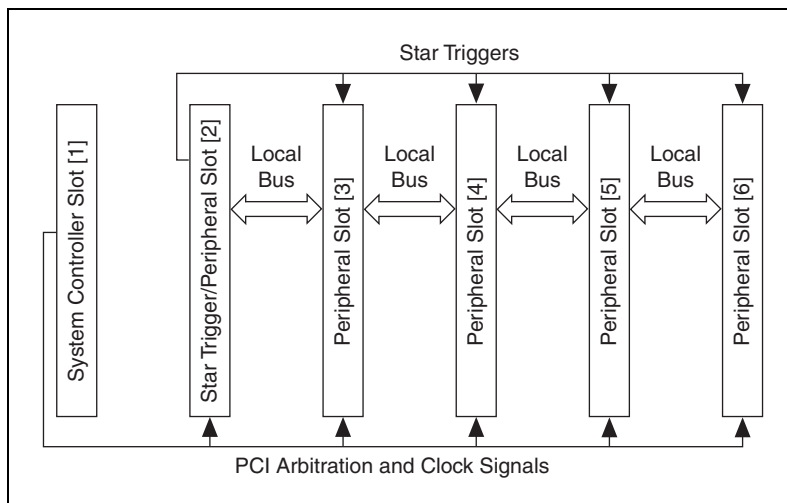 Star Triggers
System Controller Slot [1]
Star Trigger/Peripheral Slot [2]
Local
Bus
Peripheral Slot [3]
Local
Bus
Peripheral Slot [4]
Local
Bus
Peripheral Slot [5]
Local
Bus
Peripheral Slot [6]
PCI Arbitration and Clock Signals